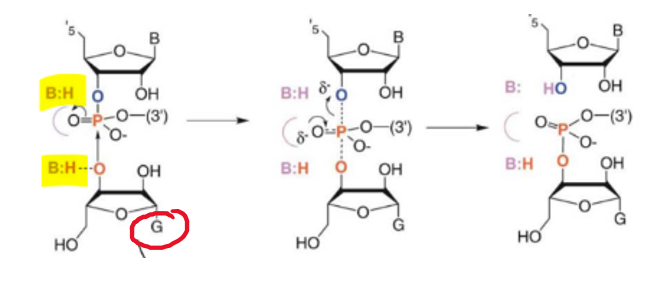 '5
B
O
B:H
O OH
O=P O—(3')
O-
B:H O
OH
O
G
HO
'5
B
O
B:H δ-
O OH
O=P O—(3')
δ- O-
B:H O
OH
O
G
HO
'5
B
O
B: HO OH
O=P O—(3')
O-
B:H O
OH
O
G
HO